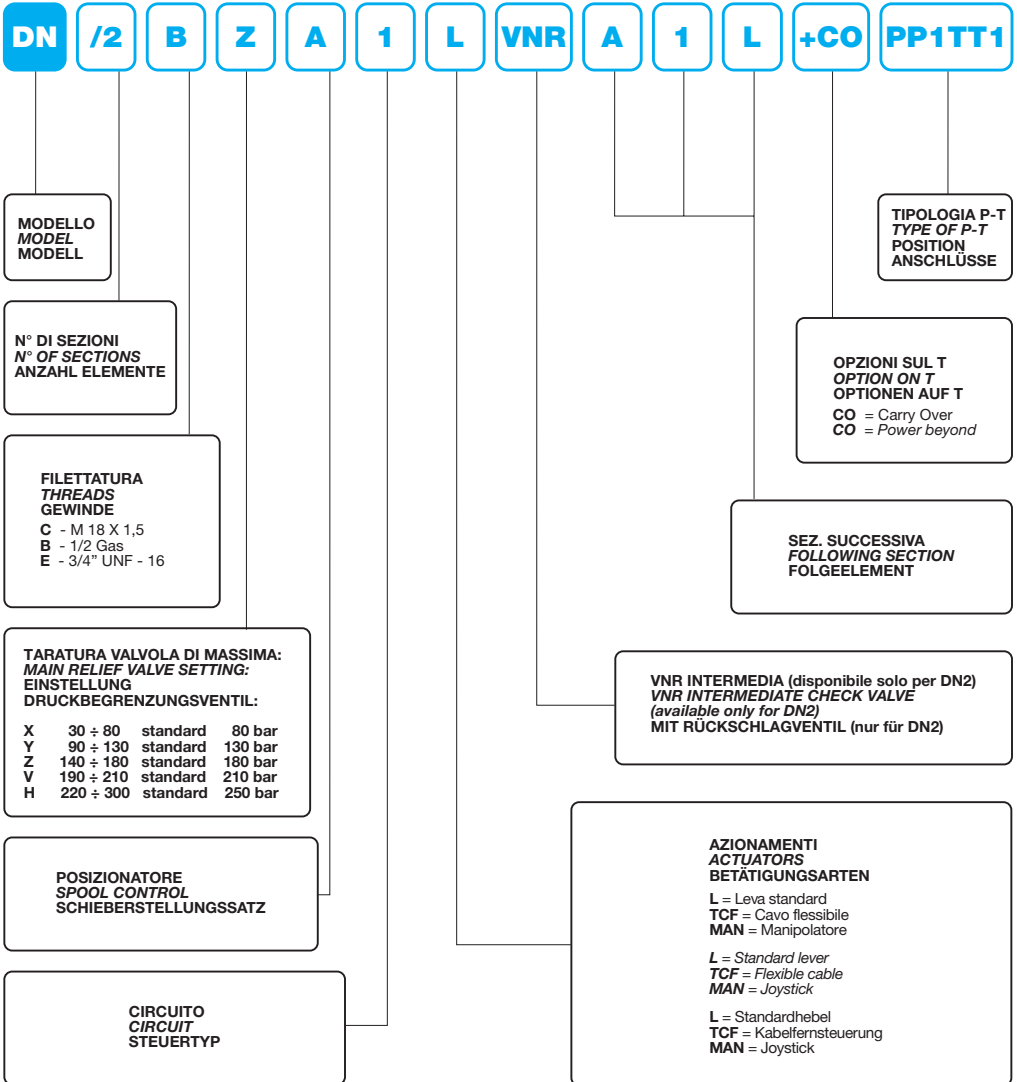 DN /2 B Z A 1 L VNR A 1 L +CO PP1TT1
MODELLO
MODEL
MODELL
TIPOLOGIA P-T
TYPE OF P-T
POSITION
ANSCHLÜSSE
N° DI SEZIONI
N° OF SECTIONS
ANZAHL ELEMENTE
OPZIONI SUL T
OPTION ON T
OPTIONEN AUF T
CO = Carry Over
CO = Power beyond
FILETTATURA
THREADS
GEWINDE
C - M 18 X 1,5
B - 1/2 Gas
E - 3/4” UNF - 16
SEZ. SUCCESSIVA
FOLLOWING SECTION
FOLGEELEMENT
TARATURA VALVOLA DI MASSIMA:
MAIN RELIEF VALVE SETTING:
EINSTELLUNG
DRUCKBEGRENZUNGSVENTIL:
X 30 ÷ 80 standard 80 bar
Y 90 ÷ 130 standard 130 bar
Z 140 ÷ 180 standard 180 bar
V 190 ÷ 210 standard 210 bar
H 220 ÷ 300 standard 250 bar
VNR INTERMEDIA (disponibile solo per DN2)
VNR INTERMEDIATE CHECK VALVE
(available only for DN2)
MIT RÜCKSCHLAGVENTIL (nur für DN2)
POSIZIONATORE
SPOOL CONTROL
SCHIEBERSTELLUNGSSATZ
AZIONAMENTI
ACTUATORS
BETÄTIGUNGSARTEN
L = Leva standard
TCF = Cavo flessibile
MAN = Manipolatore
L = Standard lever
TCF = Flexible cable
MAN = Joystick
L = Standardhebel
TCF = Kabelfernsteuerung
MAN = Joystick
CIRCUITO
CIRCUIT
STEUERTYP